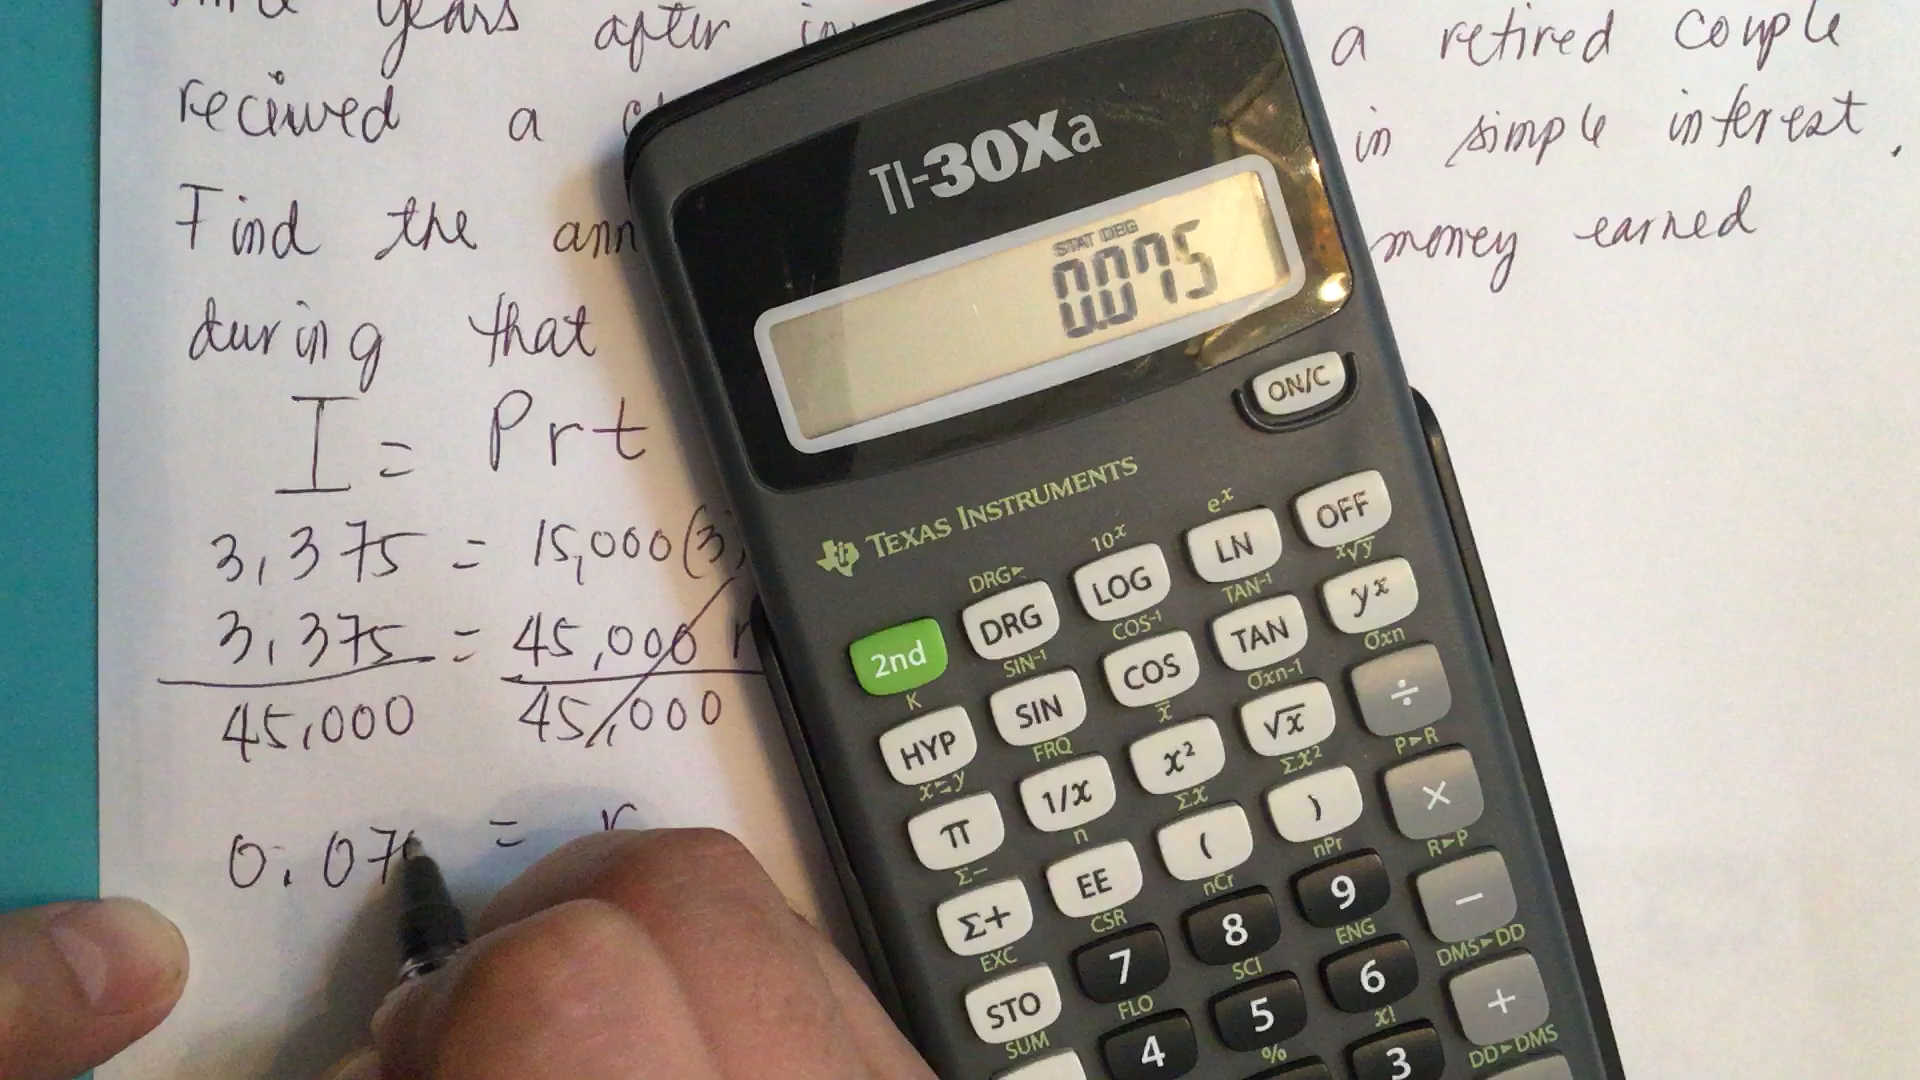 years after a retired couple
recieved a in simple interest.
Find the money earned
during that
I = Prt
3,375 = 15,000(3
3,375 = 45,000 r
45,000 45,000
0.07 = r
TI-30Xa
STAT DEG
0.075
ON/C
TEXAS INSTRUMENTS
eˣ
OFF
10ˣ
LN
ˣ√y
DRG▸
LOG
TAN⁻¹
yˣ
2nd
DRG
COS⁻¹
TAN
σxn
SIN⁻¹
COS
σxn-1
÷
K
SIN
x̄
√x
P▸R
HYP
FRQ
x²
Σx²
×
x⇆y
1/x
Σx
)
R▸P
π
n
(
nPr
−
Σ−
EE
nCr
9
DMS▸DD
Σ+
CSR
8
ENG
+
EXC
7
SCI
6
DD▸DMS
STO
FLO
5
x!
SUM
4
%
3